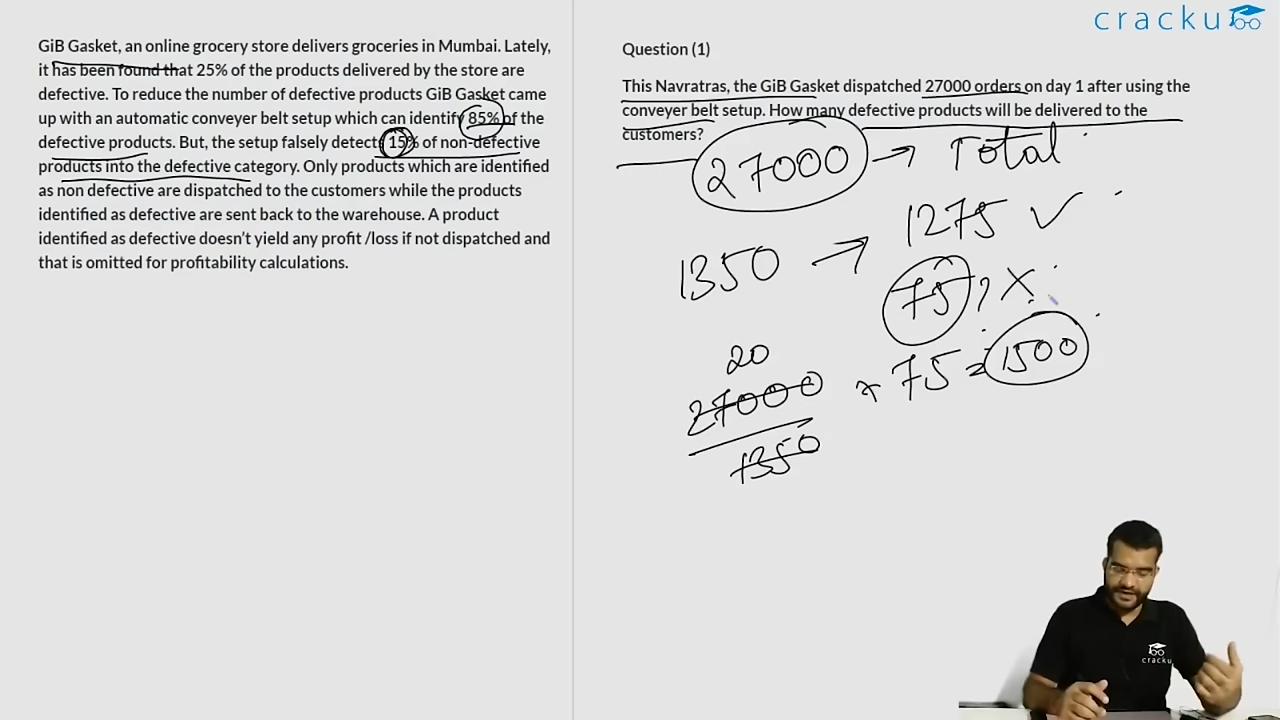 cracku
GiB Gasket, an online grocery store delivers groceries in Mumbai. Lately,
it has been found that 25% of the products delivered by the store are
defective. To reduce the number of defective products GiB Gasket came
up with an automatic conveyer belt setup which can identify 85% of the
defective products. But, the setup falsely detects 15% of non-defective
products into the defective category. Only products which are identified
as non defective are dispatched to the customers while the products
identified as defective are sent back to the warehouse. A product
identified as defective doesn't yield any profit /loss if not dispatched and
that is omitted for profitability calculations.
Question (1)
This Navratras, the GiB Gasket dispatched 27000 orders on day 1 after using the
conveyer belt setup. How many defective products will be delivered to the
customers?
27000 → Total
1350 → 1275 ✓
75 ? X
20
27000 × 75 = 1500
1350
cracku